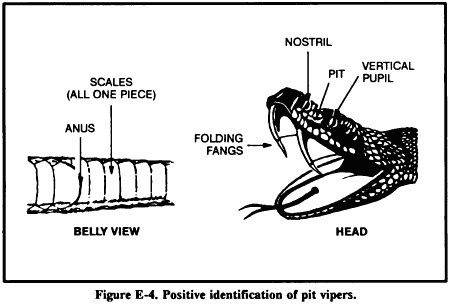 SCALES
(ALL ONE PIECE)
ANUS
BELLY VIEW
NOSTRIL
PIT
VERTICAL
PUPIL
FOLDING
FANGS
HEAD
Figure E-4. Positive identification of pit vipers.